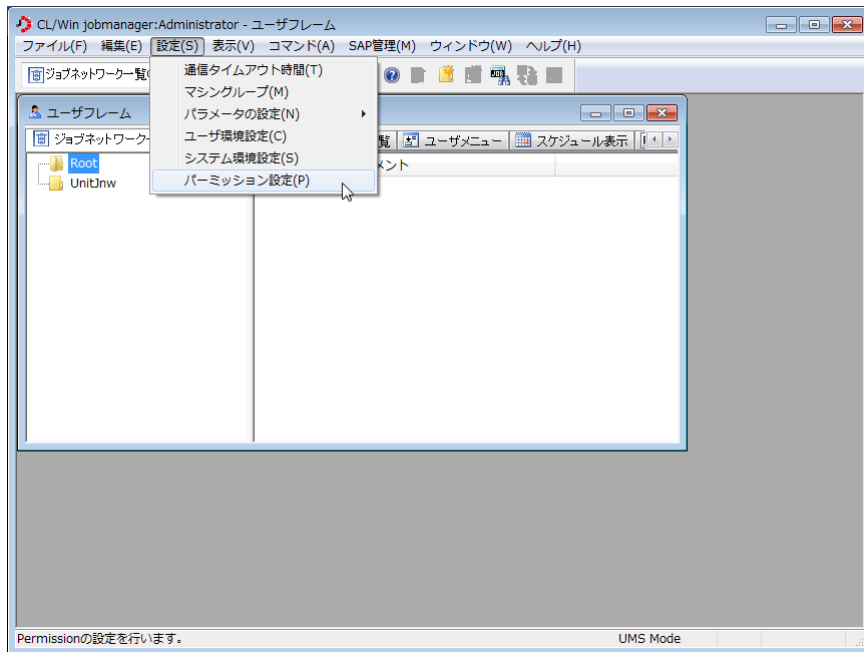 CL/Win jobmanager:Administrator - ユーザフレーム
ファイル(F) 編集(E) 設定(S) 表示(V) コマンド(A) SAP管理(M) ウィンドウ(W) ヘルプ(H)
ジョブネットワーク一覧
通信タイムアウト時間(T)
マシングループ(M)
パラメータの設定(N)
ユーザ環境設定(C)
システム環境設定(S)
パーミッション設定(P)
ユーザフレーム
ジョブネットワーク
覧 ユーザメニュー スケジュール表示
Root
メント
UnitJnw
Permissionの設定を行います。 UMS Mode